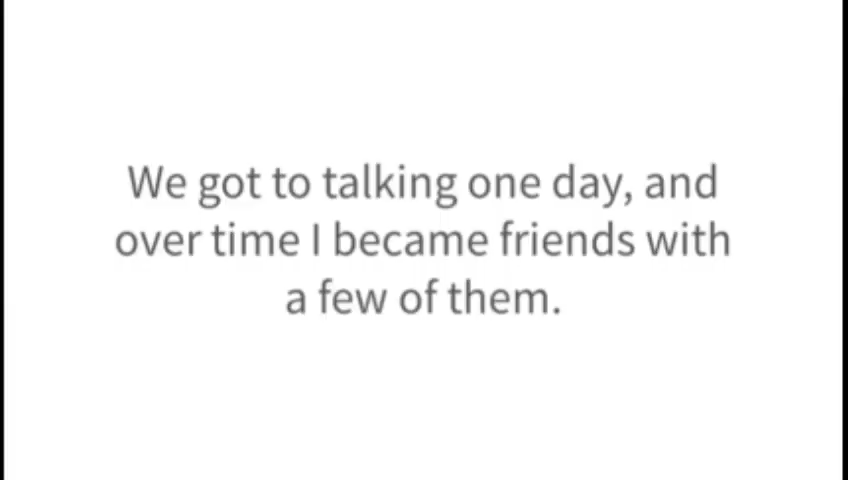 We got to talking one day, and
over time I became friends with
a few of them.